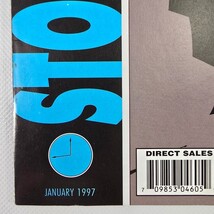 STO
JANUARY 1997
DIRECT SALES
7 09853 04605